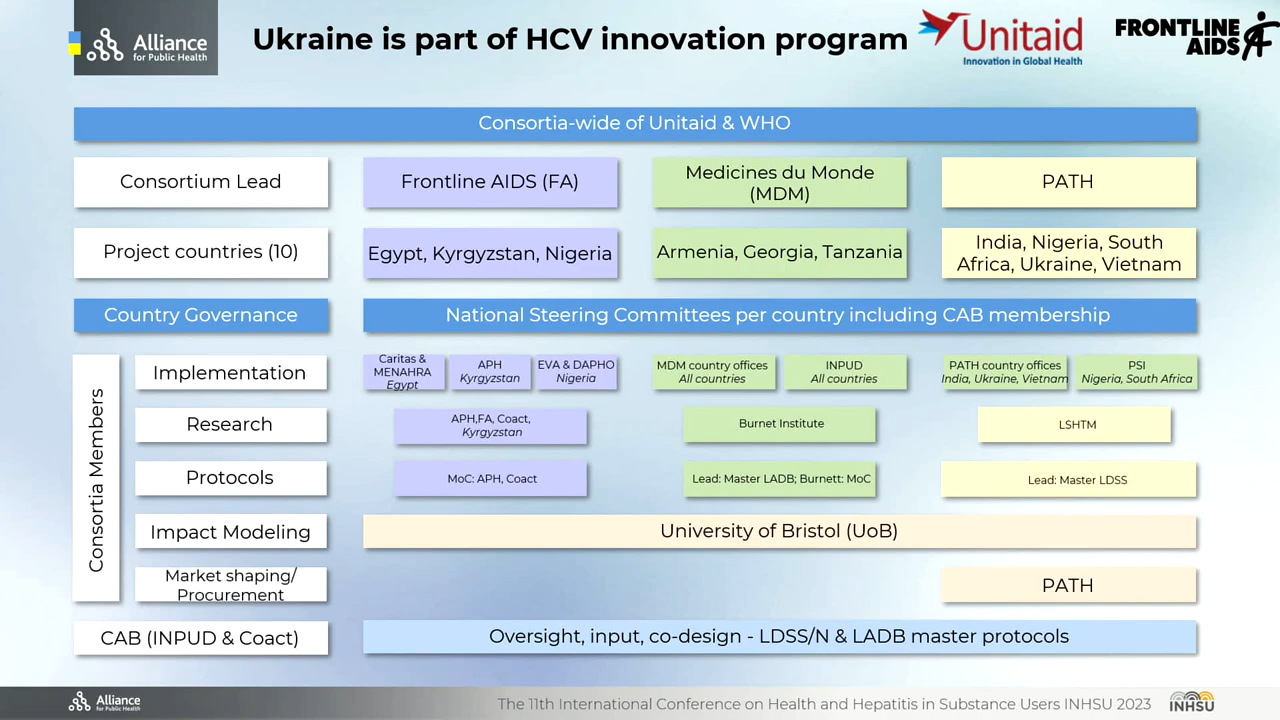 Alliance
for Public Health
Ukraine is part of HCV innovation program
Unitaid
Innovation in Global Health
FRONTLINE
AIDS
Consortia-wide of Unitaid & WHO
Consortium Lead
Frontline AIDS (FA)
Medicines du Monde
(MDM)
PATH
Project countries (10)
Egypt, Kyrgyzstan, Nigeria
Armenia, Georgia, Tanzania
India, Nigeria, South
Africa, Ukraine, Vietnam
Country Governance
National Steering Committees per country including CAB membership
Consortia Members
Implementation
Caritas &
MENAHRA
Egypt
APH
Kyrgyzstan
EVA & DAPHO
Nigeria
MDM country offices
All countries
INPUD
All countries
PATH country offices
India, Ukraine, Vietnam
PSI
Nigeria, South Africa
Research
APH,FA, Coact,
Kyrgyzstan
Burnet Institute
LSHTM
Protocols
MoC: APH, Coact
Lead: Master LADB; Burnett: MoC
Lead: Master LDSS
Impact Modeling
University of Bristol (UoB)
Market shaping/
Procurement
PATH
CAB (INPUD & Coact)
Oversight, input, co-design - LDSS/N & LADB master protocols
Alliance
for Public Health
The 11th International Conference on Health and Hepatitis in Substance Users INHSU 2023
INHSU